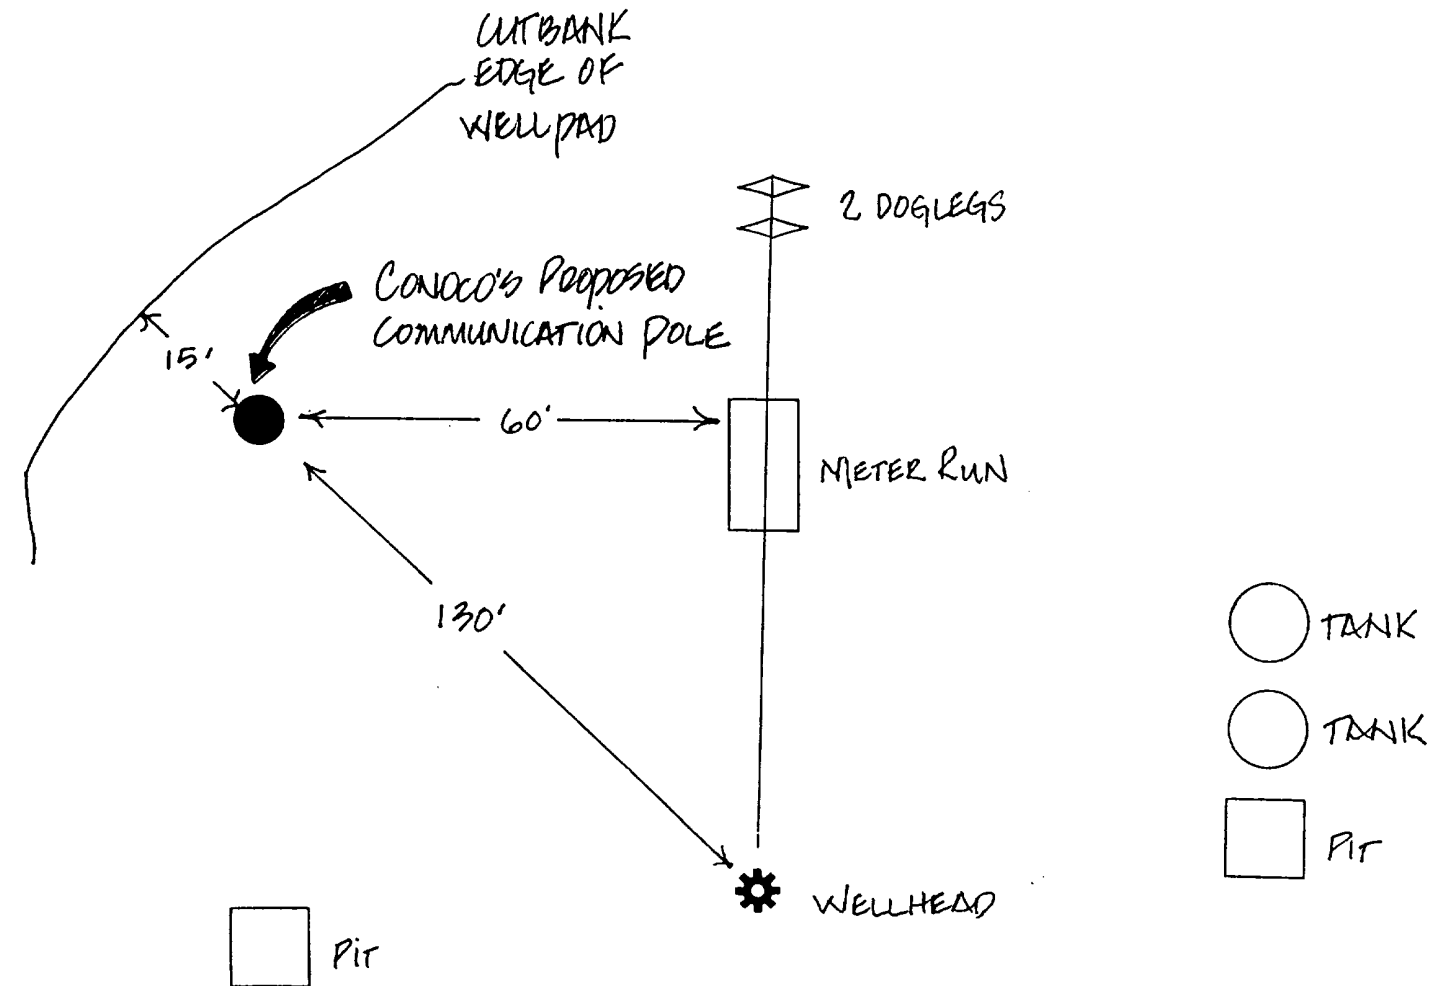 CUTBANK
EDGE OF
WELLPAD
2 DOGLEGS
CONOCO'S PROPOSED
COMMUNICATION POLE
15'
60'
METER RUN
130'
TANK
TANK
PIT
WELLHEAD
PIT